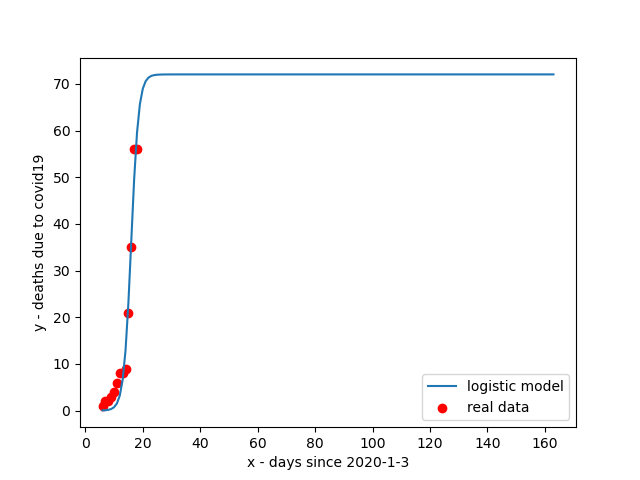 70
60
50
40
30
20
10
0
y - deaths due to covid19
logistic model
real data
0 20 40 60 80 100 120 140 160
x - days since 2020-1-3